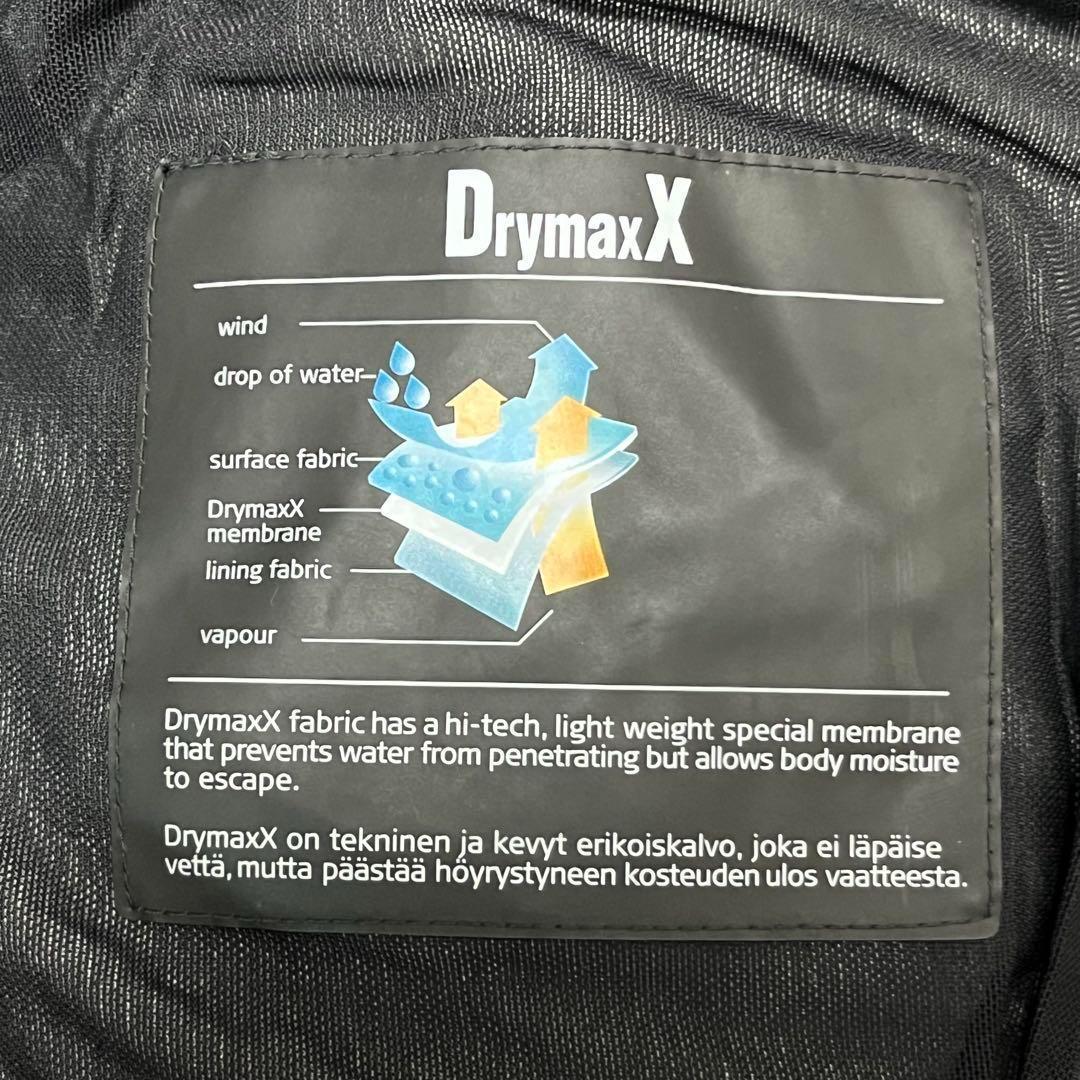 DrymaxX
wind
drop of water
surface fabric
DrymaxX
membrane
lining fabric
vapour
DrymaxX fabric has a hi-tech, light weight special membrane
that prevents water from penetrating but allows body moisture
to escape.
DrymaxX on tekninen ja kevyt erikoiskalvo, joka ei läpäise
vettä, mutta päästää höyrystyneen kosteuden ulos vaatteesta.